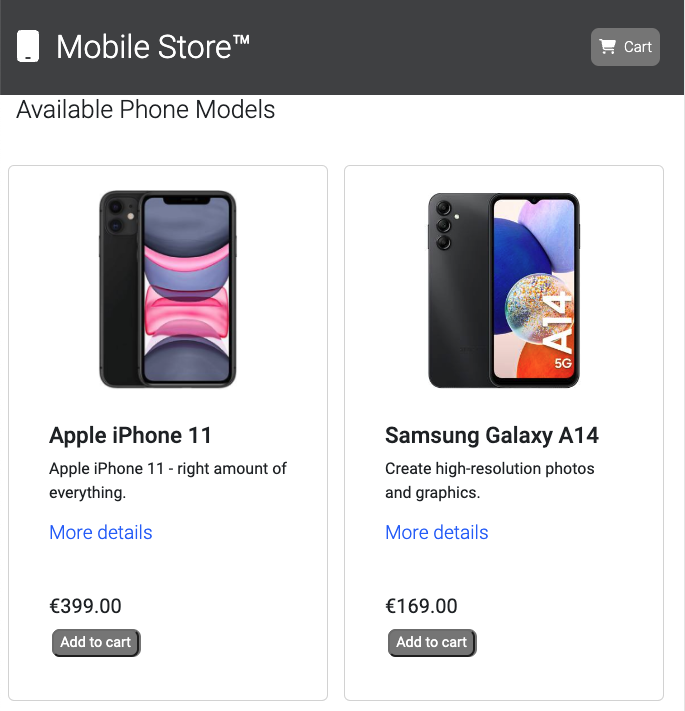 Mobile Store™
Cart
Available Phone Models
A14
5G
Apple iPhone 11
Apple iPhone 11 - right amount of
everything.
More details
€399.00
Add to cart
Samsung Galaxy A14
Create high-resolution photos
and graphics.
More details
€169.00
Add to cart